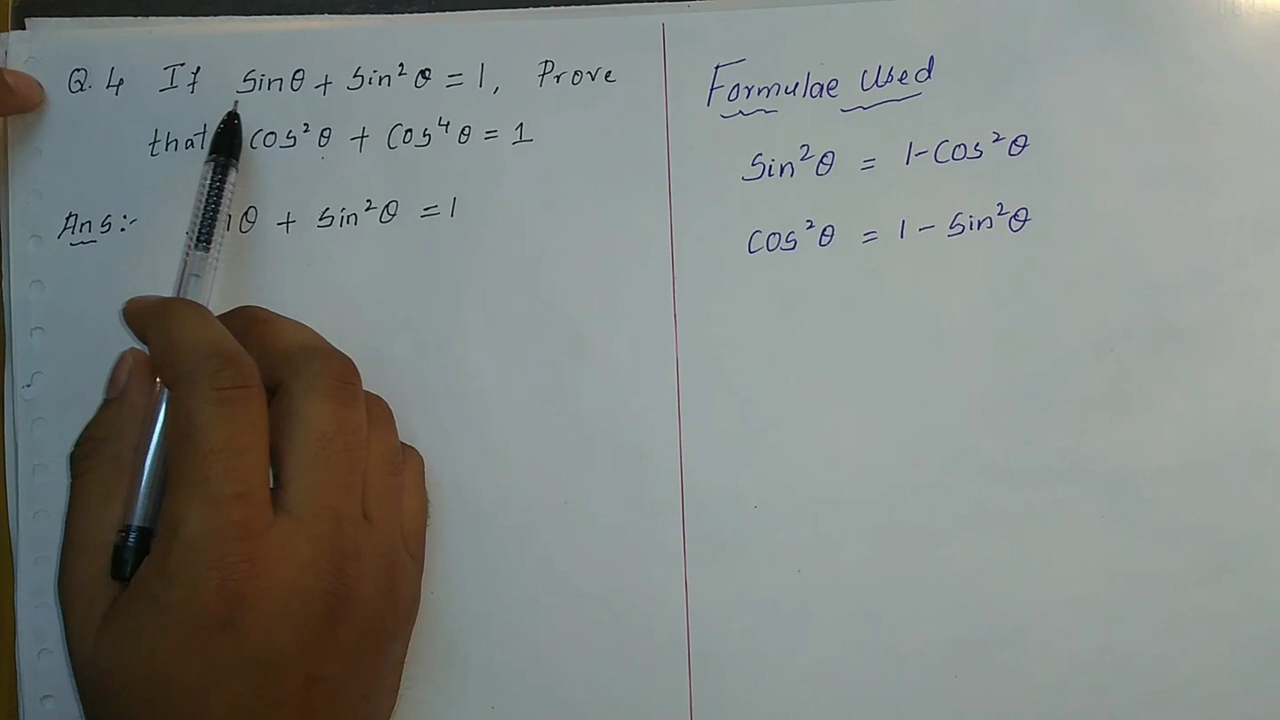 Q.4 If Sinθ + Sin²θ = 1, Prove
that Cos²θ + Cos⁴θ = 1
Ans:- nθ + sin²θ = 1
Formulae Used
Sin²θ = 1-Cos²θ
Cos²θ = 1 - Sin²θ